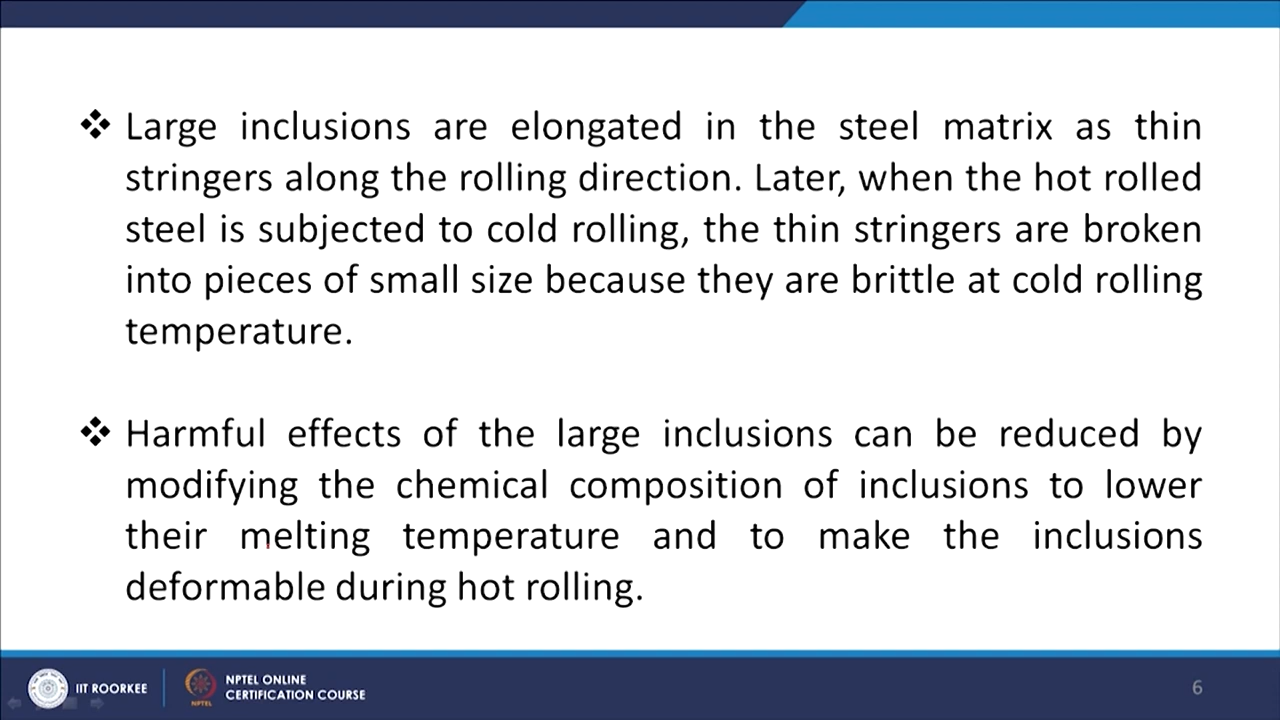 ❖ Large inclusions are elongated in the steel matrix as thin
stringers along the rolling direction. Later, when the hot rolled
steel is subjected to cold rolling, the thin stringers are broken
into pieces of small size because they are brittle at cold rolling
temperature.
❖ Harmful effects of the large inclusions can be reduced by
modifying the chemical composition of inclusions to lower
their melting temperature and to make the inclusions
deformable during hot rolling.
IIT ROORKEE
NPTEL ONLINE
CERTIFICATION COURSE
NPTEL
6